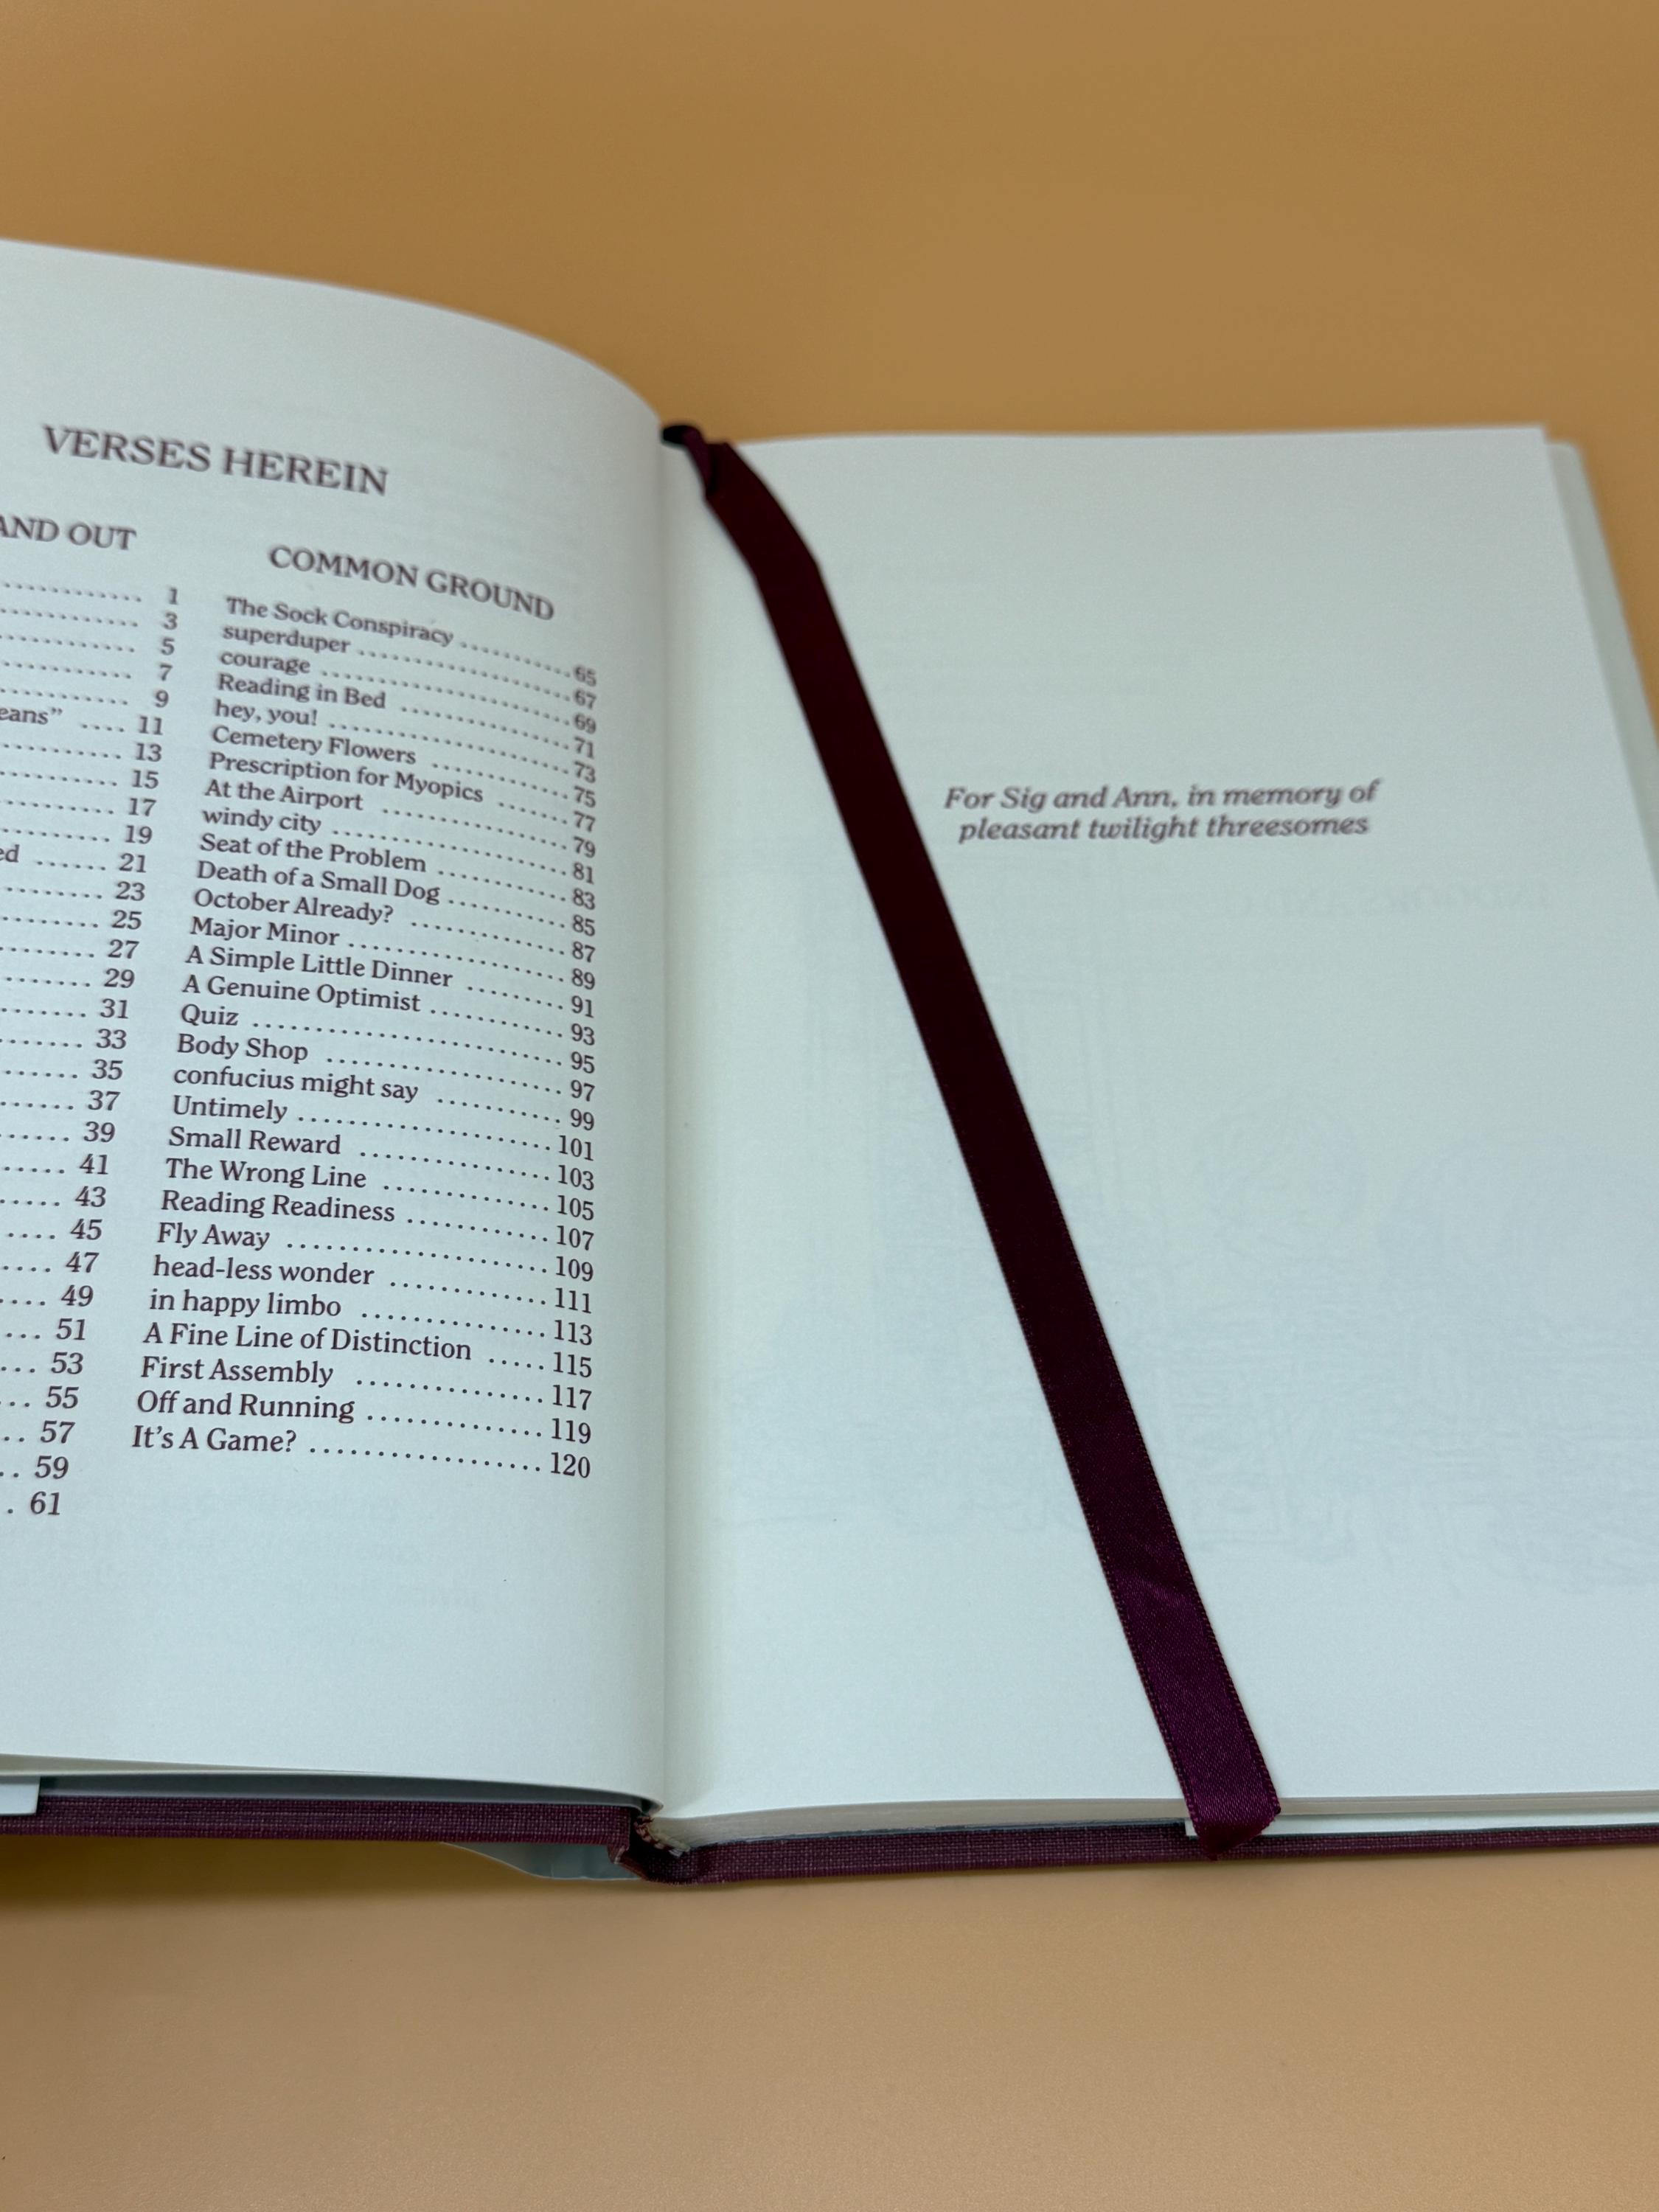 VERSES HEREIN
AND OUT
1
3
5
7
9
eans” .... 11
13
15
17
19
ed ...... 21
23
25
27
29
31
33
35
37
39
41
43
45
47
49
51
53
55
57
59
61
COMMON GROUND
The Sock Conspiracy ........... 65
superduper ..................... 67
courage ........................ 69
Reading in Bed ................. 71
hey, you! ...................... 73
Cemetery Flowers ............... 75
Prescription for Myopics ....... 77
At the Airport ................. 79
windy city ..................... 81
Seat of the Problem ............ 83
Death of a Small Dog ........... 85
October Already? ............... 87
Major Minor .................... 89
A Simple Little Dinner ......... 91
A Genuine Optimist ............. 93
Quiz ........................... 95
Body Shop ...................... 97
confucius might say ............ 99
Untimely ....................... 101
Small Reward ................... 103
The Wrong Line ................. 105
Reading Readiness .............. 107
Fly Away ....................... 109
head-less wonder ............... 111
in happy limbo ................. 113
A Fine Line of Distinction ..... 115
First Assembly ................. 117
Off and Running ................ 119
It’s A Game? ................... 120
For Sig and Ann, in memory of
pleasant twilight threesomes